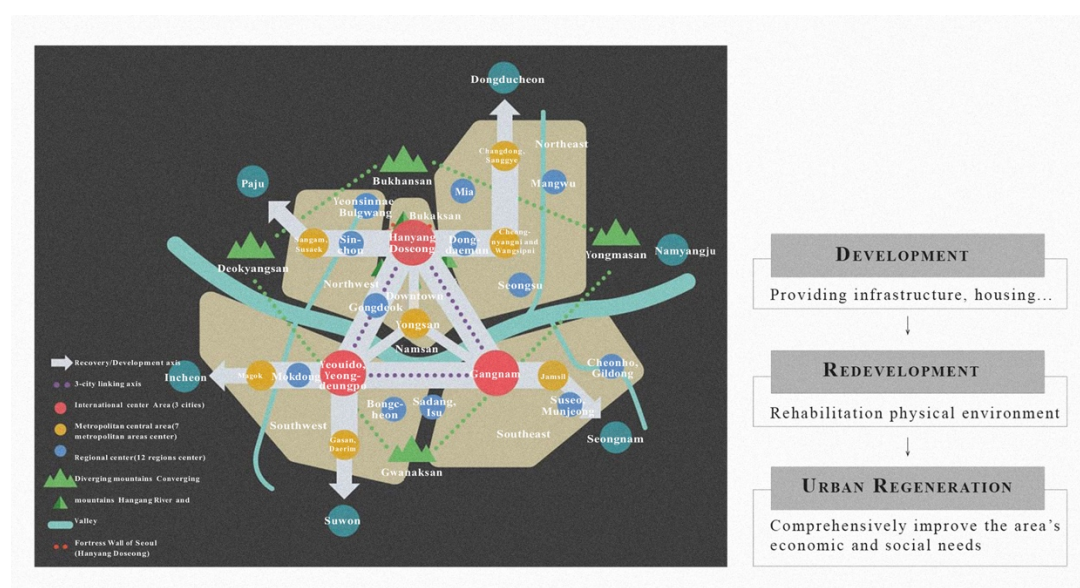 Dongducheon
Changdong,
Sanggye
Northeast
Bukhansan
Paju
Mia
Mangwu
Yeonsinnae
Bulgwang
Bukaksan
Sangam,
Susaek
Sin-
chon
Hanyang
Doseong
Dong-
daemun
Cheong-
nyangni and
Wangsipni
Deokyangsan
Yongmasan
Namyangju
Northwest
Downtown
Seongsu
Gongdeok
Yongsan
Namsan
Incheon
Magok
Mokdong
Yeouido,
Yeong-
deungpo
Gangnam
Jamsil
Cheonho,
Gildong
Bongc-
heon
Sadang,
Isu
Suseo,
Munjeong
Southwest
Southeast
Seongnam
Gasan,
Daerim
Gwanaksan
Suwon
Recovery/Development axis
3-city linking axis
International center Area (3 cities)
Metropolitan central area(7
metropolitan areas center)
Regional center(12 regions center)
Diverging mountains Converging
mountains Hangang River and
Valley
Fortress Wall of Seoul
(Hanyang Doseong)
DEVELOPMENT
Providing infrastructure, housing...
REDEVELOPMENT
Rehabilitation physical environment
URBAN REGENERATION
Comprehensively improve the area's
economic and social needs